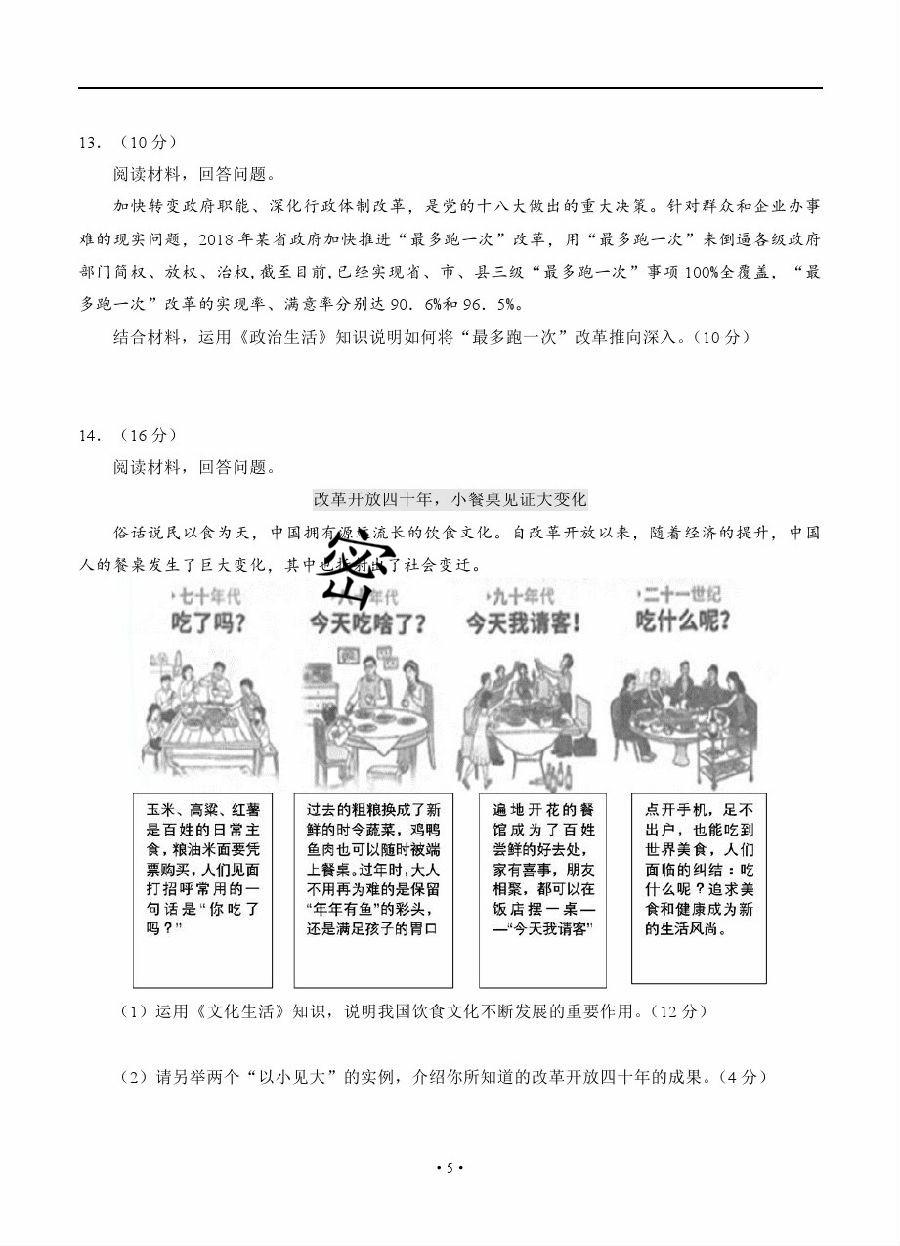 13．（10分）
阅读材料，回答问题。
加快转变政府职能、深化行政体制改革，是党的十八大做出的重大决策。针对群众和企业办事
难的现实问题，2018年某省政府加快推进“最多跑一次”改革，用“最多跑一次”来倒逼各级政府
部门简权、放权、治权，截至目前，已经实现省、市、县三级“最多跑一次”事项100%全覆盖，“最
多跑一次”改革的实现率、满意率分别达90．6%和96．5%。
结合材料，运用《政治生活》知识说明如何将“最多跑一次”改革推向深入。（10分）
14．（16分）
阅读材料，回答问题。
改革开放四十年，小餐桌见证大变化
俗话说民以食为天，中国拥有源远流长的饮食文化。自改革开放以来，随着经济的提升，中国
人的餐桌发生了巨大变化，其中也折射出了社会变迁。
密
七十年代
吃了吗？
八十年代
今天吃啥了？
九十年代
今天我请客！
二十一世纪
吃什么呢？
玉米、高粱、红薯
是百姓的日常主
食，粮油米面要凭
票购买，人们见面
打招呼常用的一
句话是“你吃了
吗？”
过去的粗粮换成了新
鲜的时令蔬菜，鸡鸭
鱼肉也可以随时被端
上餐桌。过年时，大人
不用再为难的是保留
“年年有鱼”的彩头，
还是满足孩子的胃口
遍地开花的餐
馆成为了百姓
尝鲜的好去处，
家有喜事，朋友
相聚，都可以在
饭店摆一桌—
—“今天我请客”
点开手机，足不
出户，也能吃到
世界美食，人们
面临的纠结：吃
什么呢？追求美
食和健康成为新
的生活风尚。
（1）运用《文化生活》知识，说明我国饮食文化不断发展的重要作用。（12分）
（2）请另举两个“以小见大”的实例，介绍你所知道的改革开放四十年的成果。（4分）
·5·